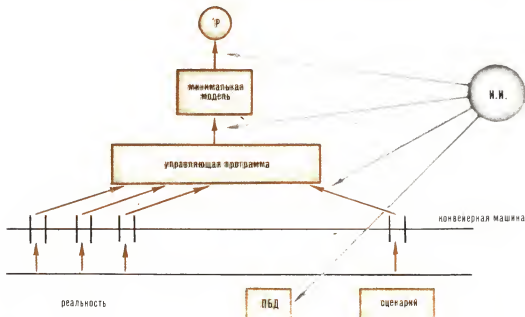 минимальная
модель
И.И.
управляющая программа
конвейерная машина
реальность
ПБД
сценарий